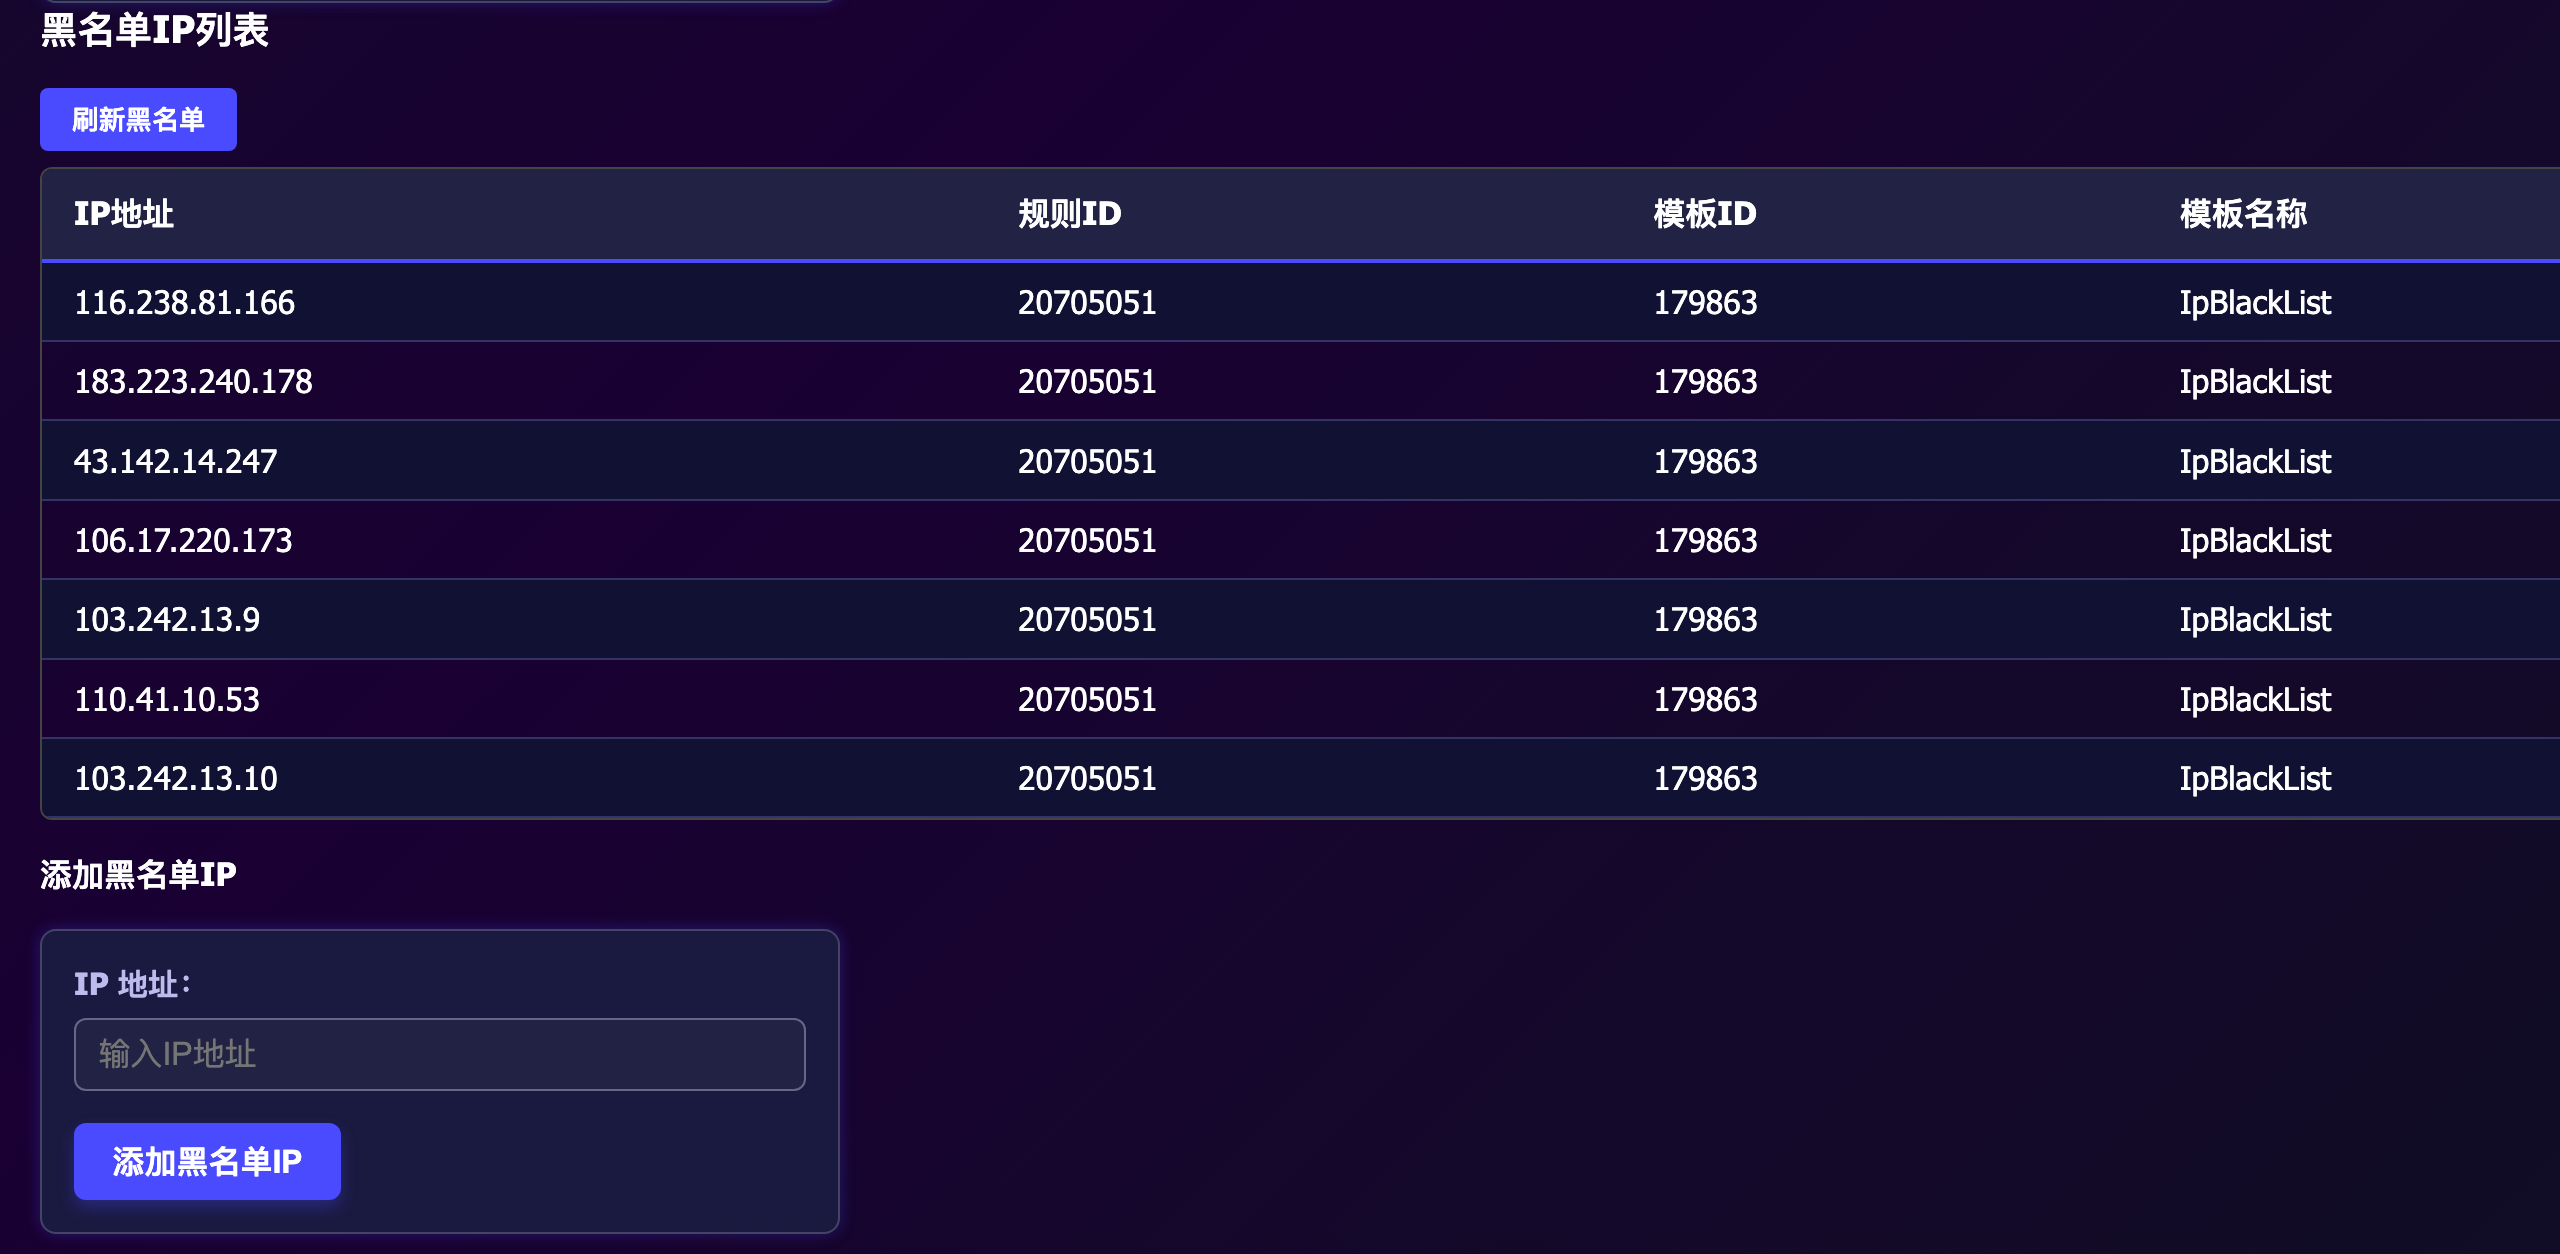 黑名单IP列表
刷新黑名单
IP地址 规则ID 模板ID 模板名称
116.238.81.166 20705051 179863 IpBlackList
183.223.240.178 20705051 179863 IpBlackList
43.142.14.247 20705051 179863 IpBlackList
106.17.220.173 20705051 179863 IpBlackList
103.242.13.9 20705051 179863 IpBlackList
110.41.10.53 20705051 179863 IpBlackList
103.242.13.10 20705051 179863 IpBlackList
添加黑名单IP
IP 地址：
输入IP地址
添加黑名单IP